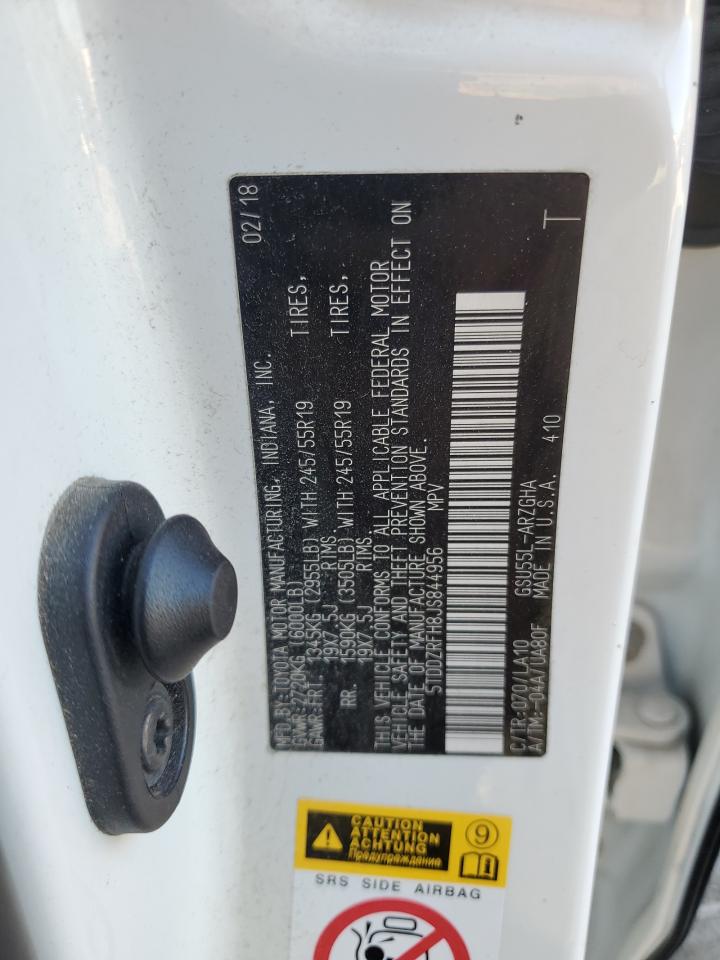 MFD. BY: TOYOTA MOTOR MANUFACTURING, INDIANA, INC. 02/18
GVWR: 2720KG (6000LB)
GAWR: FRT. 1345KG (2955LB) WITH 245/55R19 TIRES,
19X7.5J RIMS.
RR. 1590KG (3505LB) WITH 245/55R19 TIRES,
19X7.5J RIMS.
THIS VEHICLE CONFORMS TO ALL APPLICABLE FEDERAL MOTOR
VEHICLE SAFETY AND THEFT PREVENTION STANDARDS IN EFFECT ON
THE DATE OF MANUFACTURE SHOWN ABOVE.
5TDDZRFH8JS844956 MPV
C/TR: 070/LA10 GSU55L-ARZGHA T
A/TM: -04A/UA80F MADE IN U.S.A. 410
CAUTION
ATTENTION
ACHTUNG
Предупреждение
9
SRS SIDE AIRBAG